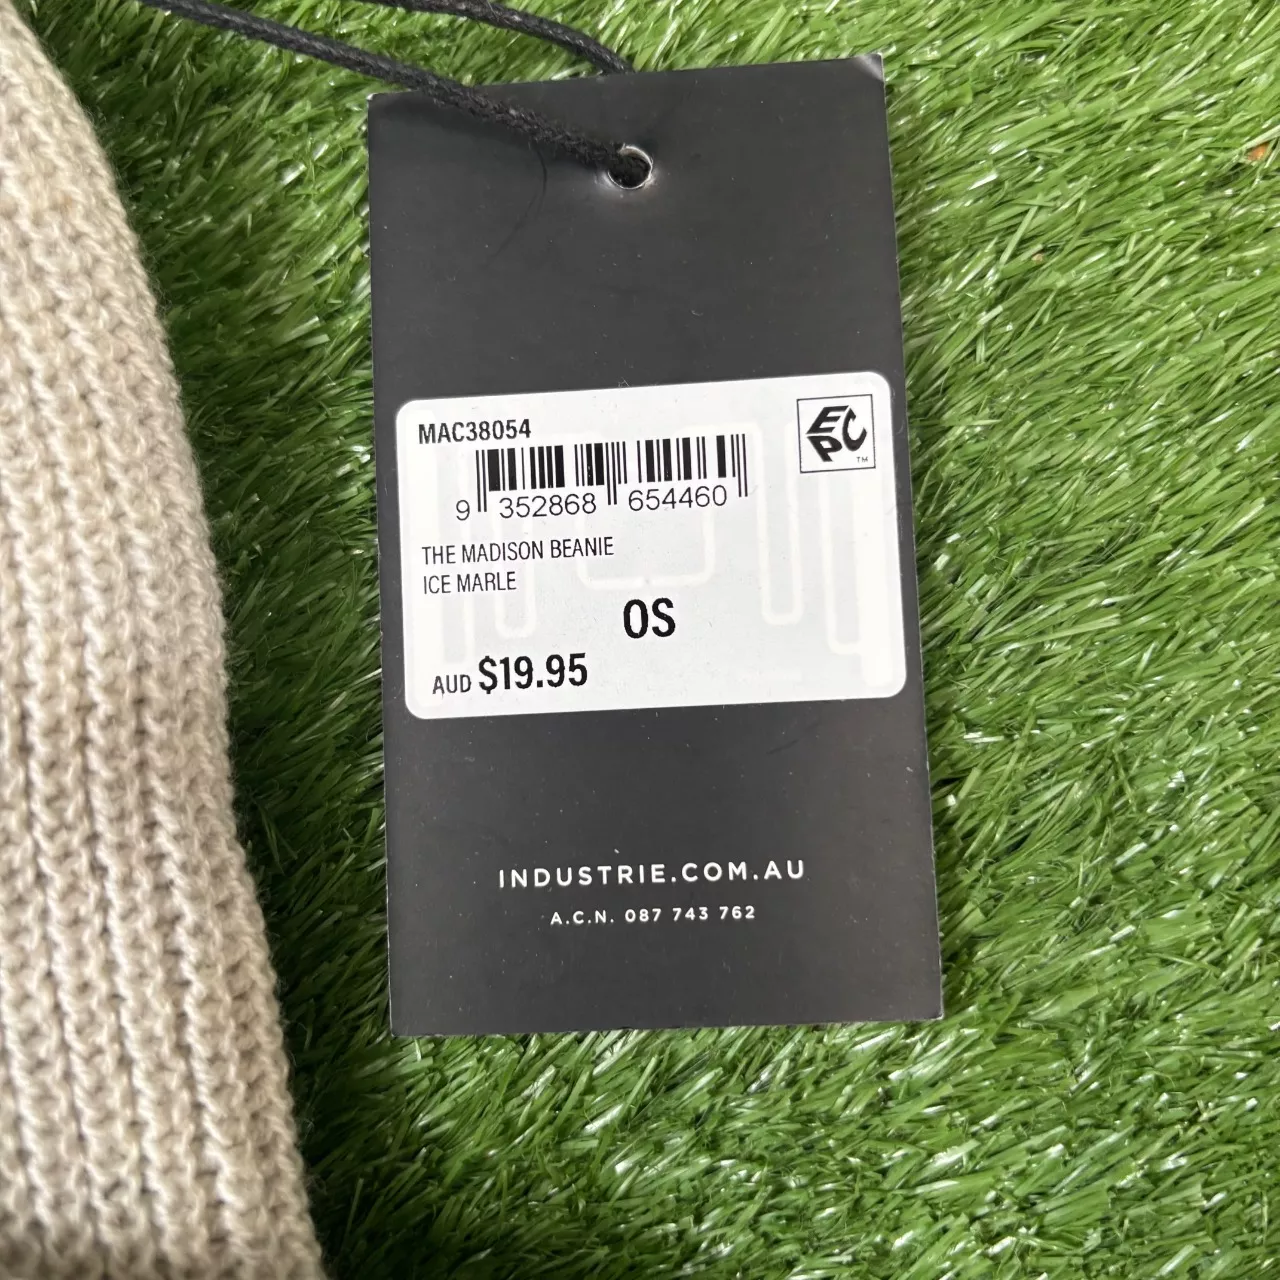 MAC38054
EPC
TM
9 352868 654460
THE MADISON BEANIE
ICE MARLE
OS
AUD $19.95
INDUSTRIE.COM.AU
A.C.N. 087 743 762